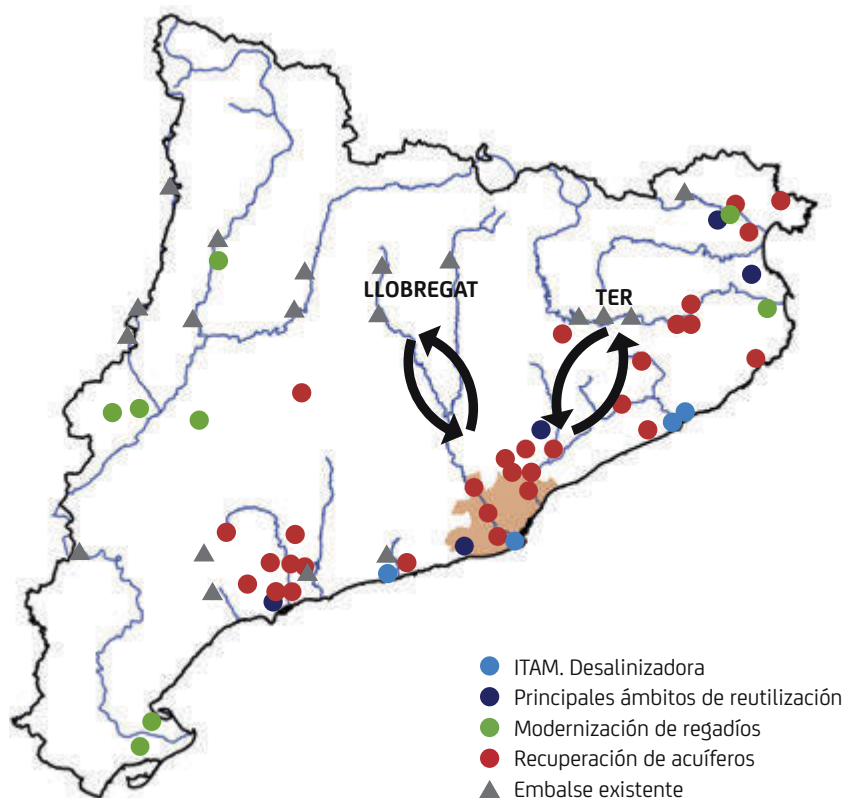 LLOBREGAT
TER
ITAM. Desalinizadora
Principales ámbitos de reutilización
Modernización de regadíos
Recuperación de acuíferos
Embalse existente